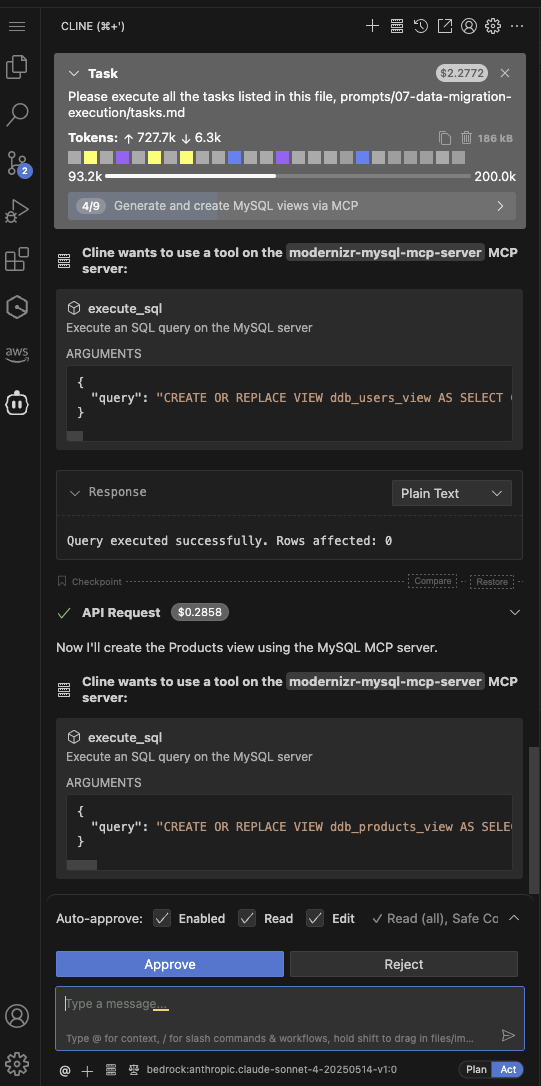 CLINE (⌘+')
Task
$2.2772
Please execute all the tasks listed in this file, prompts/07-data-migration-
execution/tasks.md
Tokens: ↑ 727.7k ↓ 6.3k
186 kB
93.2k
200.0k
4/9 Generate and create MySQL views via MCP
2
Cline wants to use a tool on the modernizr-mysql-mcp-server MCP
server:
execute_sql
Execute an SQL query on the MySQL server
ARGUMENTS
{
"query": "CREATE OR REPLACE VIEW ddb_users_view AS SELECT
}
Response
Plain Text
Query executed successfully. Rows affected: 0
Checkpoint
Compare
Restore
API Request $0.2858
Now I'll create the Products view using the MySQL MCP server.
Cline wants to use a tool on the modernizr-mysql-mcp-server MCP
server:
execute_sql
Execute an SQL query on the MySQL server
ARGUMENTS
{
"query": "CREATE OR REPLACE VIEW ddb_products_view AS SELE
}
aws
Auto-approve: Enabled Read Edit ✓ Read (all), Safe Co
Approve
Reject
Type a message...
Type @ for context, / for slash commands & workflows, hold shift to drag in files/im...
@ + bedrock:anthropic.claude-sonnet-4-20250514-v1:0
Plan Act